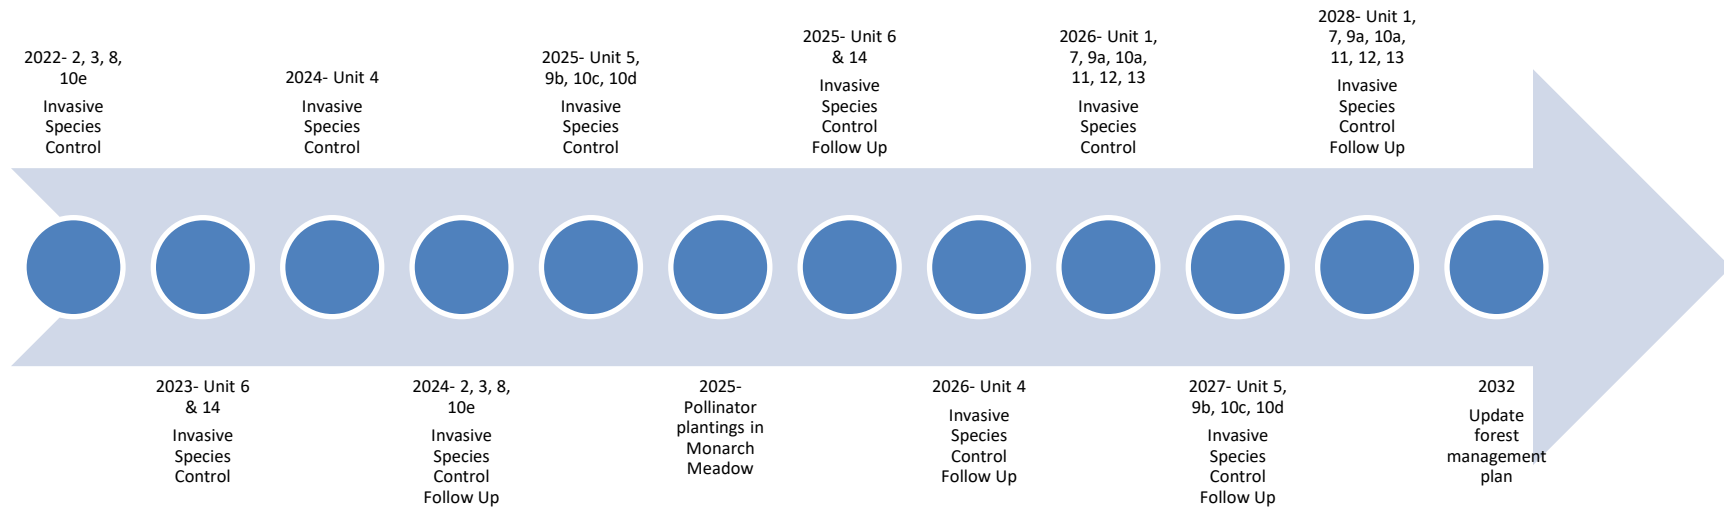 2022- 2, 3, 8,
10e
Invasive
Species
Control
2023- Unit 6
& 14
Invasive
Species
Control
2024- Unit 4
Invasive
Species
Control
2024- 2, 3, 8,
10e
Invasive
Species
Control
Follow Up
2025- Unit 5,
9b, 10c, 10d
Invasive
Species
Control
2025-
Pollinator
plantings in
Monarch
Meadow
2025- Unit 6
& 14
Invasive
Species
Control
Follow Up
2026- Unit 4
Invasive
Species
Control
Follow Up
2026- Unit 1,
7, 9a, 10a,
11, 12, 13
Invasive
Species
Control
2027- Unit 5,
9b, 10c, 10d
Invasive
Species
Control
Follow Up
2028- Unit 1,
7, 9a, 10a,
11, 12, 13
Invasive
Species
Control
Follow Up
2032
Update
forest
management
plan